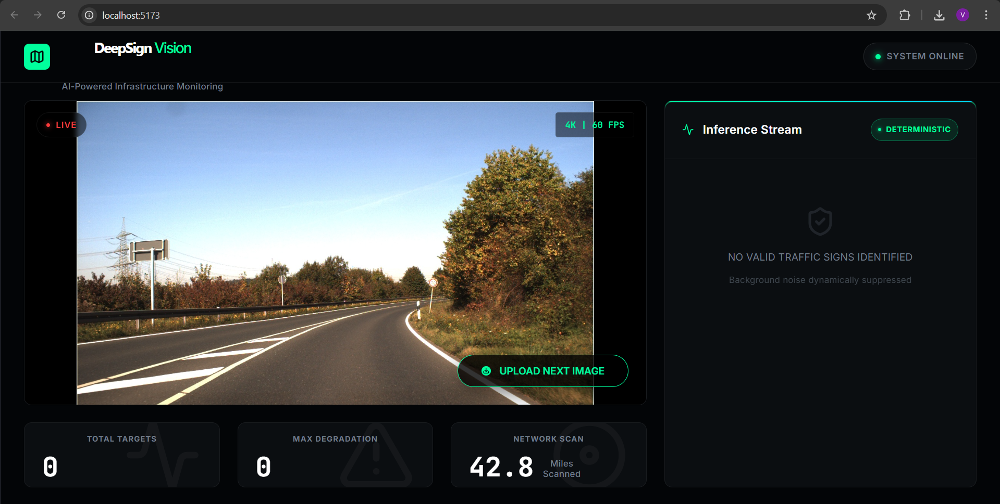 localhost:5173
V
DeepSign Vision
SYSTEM ONLINE
AI-Powered Infrastructure Monitoring
LIVE
4K | 60 FPS
UPLOAD NEXT IMAGE
Inference Stream
DETERMINISTIC
NO VALID TRAFFIC SIGNS IDENTIFIED
Background noise dynamically suppressed
TOTAL TARGETS
0
MAX DEGRADATION
0
NETWORK SCAN
42.8
Miles
Scanned